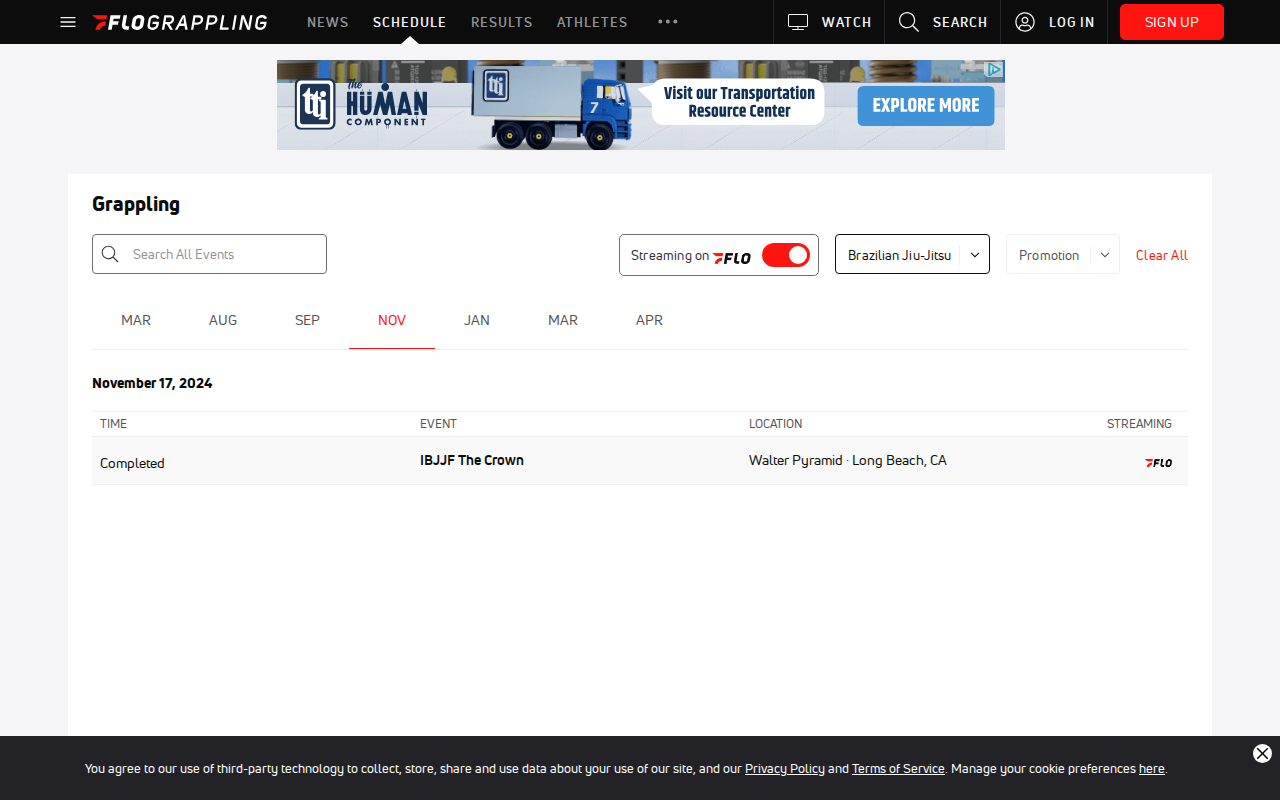 FLOGRAPPLING
NEWS
SCHEDULE
RESULTS
ATHLETES
WATCH
SEARCH
LOG IN
SIGN UP
tti
The
HUMAN
COMPONENT
tti
7
Visit our Transportation
Resource Center
EXPLORE MORE
Grappling
Search All Events
Streaming on FLO
Brazilian Jiu-Jitsu
Promotion
Clear All
MAR
AUG
SEP
NOV
JAN
MAR
APR
November 17, 2024
TIME
EVENT
LOCATION
STREAMING
Completed
IBJJF The Crown
Walter Pyramid · Long Beach, CA
FLO
You agree to our use of third-party technology to collect, store, share and use data about your use of our site, and our Privacy Policy and Terms of Service. Manage your cookie preferences here.